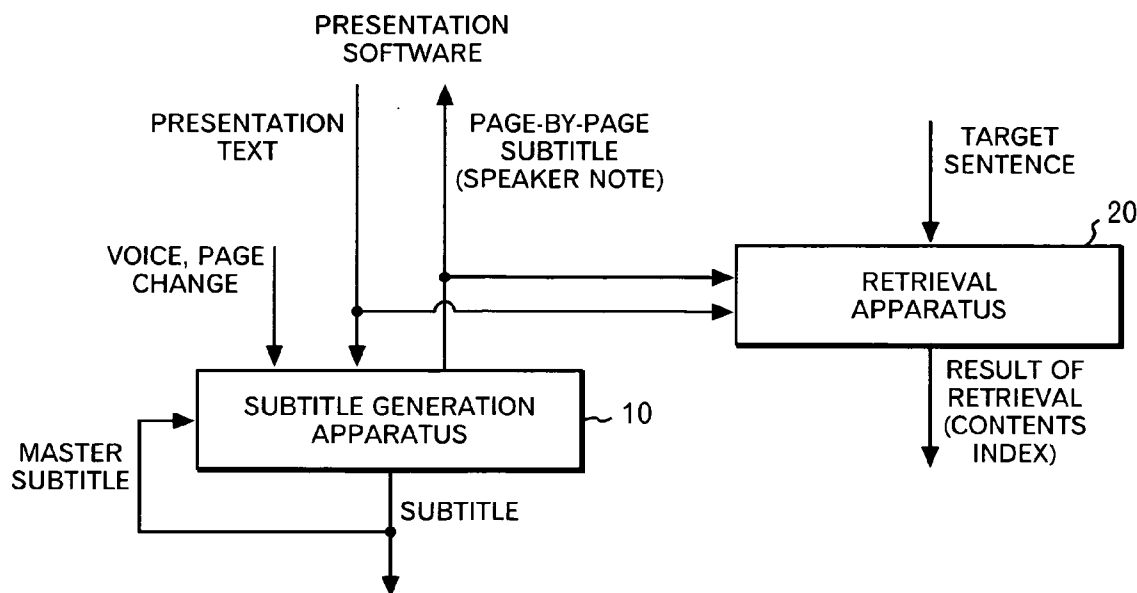 PRESENTATION
SOFTWARE
PRESENTATION
TEXT
PAGE-BY-PAGE
SUBTITLE
(SPEAKER NOTE)
TARGET
SENTENCE
20
VOICE, PAGE
CHANGE
RETRIEVAL
APPARATUS
SUBTITLE GENERATION
APPARATUS
10
RESULT OF
RETRIEVAL
(CONTENTS
INDEX)
MASTER
SUBTITLE
SUBTITLE